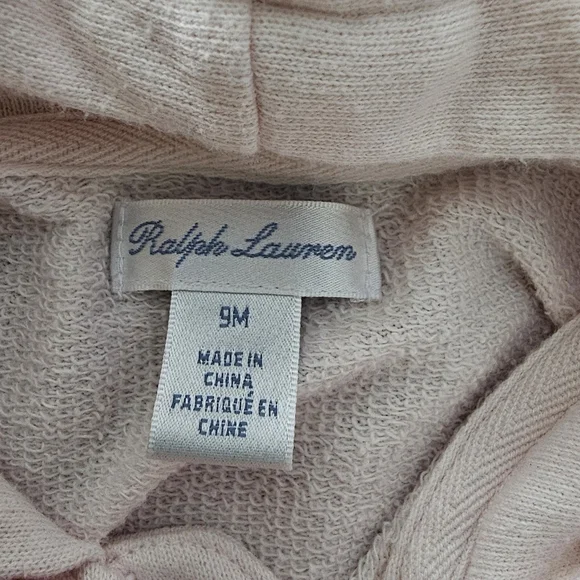 Ralph Lauren
9M
MADE IN
CHINA
FABRIQUÉ EN
CHINE